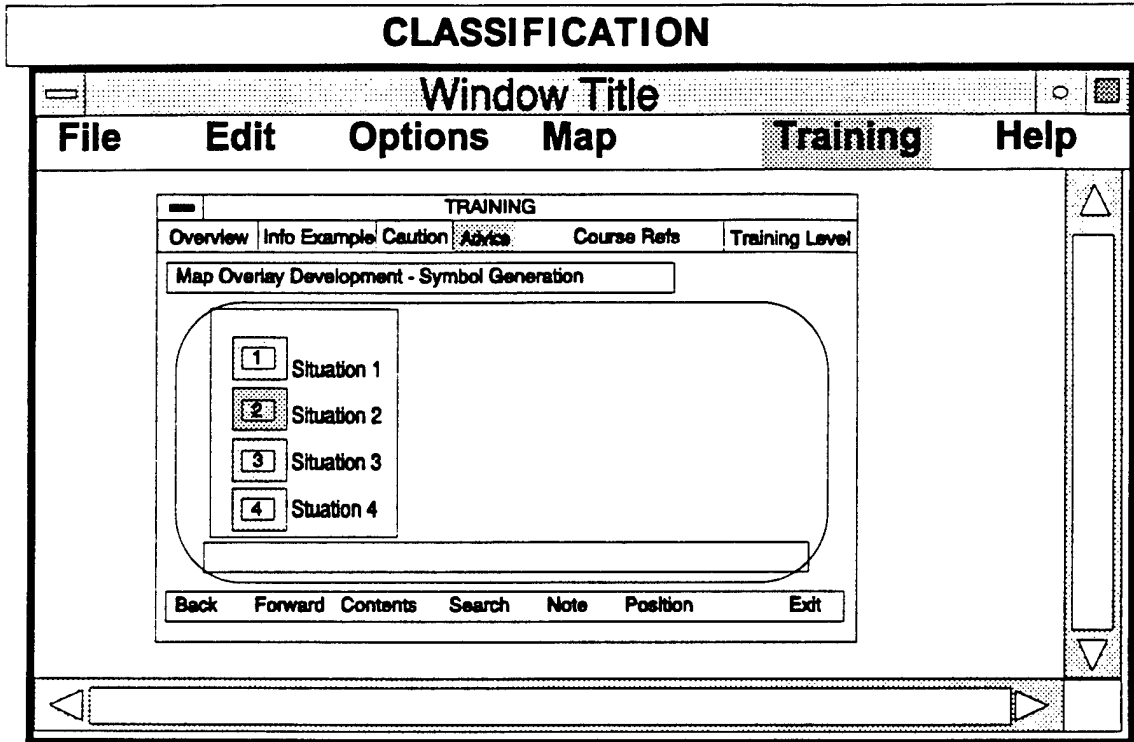 CLASSIFICATION
Window Title
File Edit Options Map Training Help
TRAINING
Overview Info Example Caution Advice Course Refs Training Level
Map Overlay Development - Symbol Generation
1 Situation 1
2 Situation 2
3 Situation 3
4 Stuation 4
Back Forward Contents Search Note Position Exit